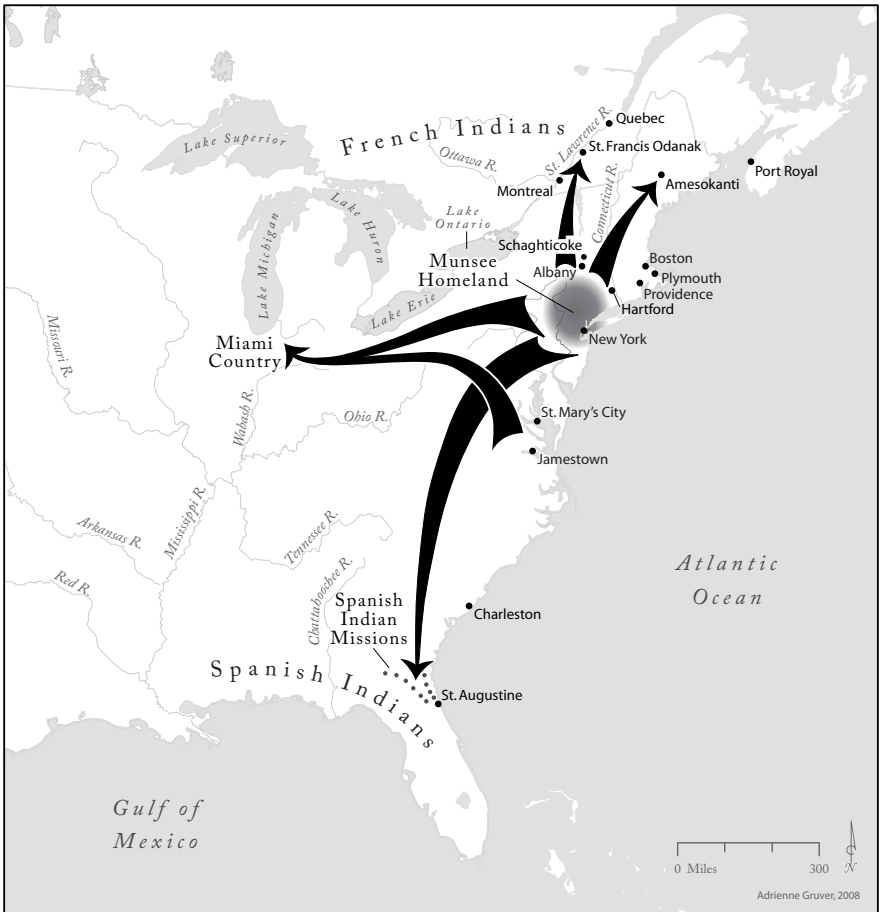 Quebec
French Indians
St. Lawrence R.
Lake Superior
Ottawa R.
St. Francis Odanak
Port Royal
Montreal
Amesokanti
Connecticut R.
Lake Huron
Lake
Ontario
Lake Michigan
Schaghticoke
Munsee
Homeland
Albany
Boston
Plymouth
Providence
Hartford
Lake Erie
New York
Missouri R.
Miami
Country
Wabash R.
Ohio R.
St. Mary's City
Jamestown
Mississippi R.
Arkansas R.
Tennessee R.
Red R.
Chattahoochee R.
Atlantic
Ocean
Spanish
Indian
Missions
Charleston
Spanish Indians
St. Augustine
Gulf of
Mexico
0 Miles 300
N
Adrienne Gruver, 2008